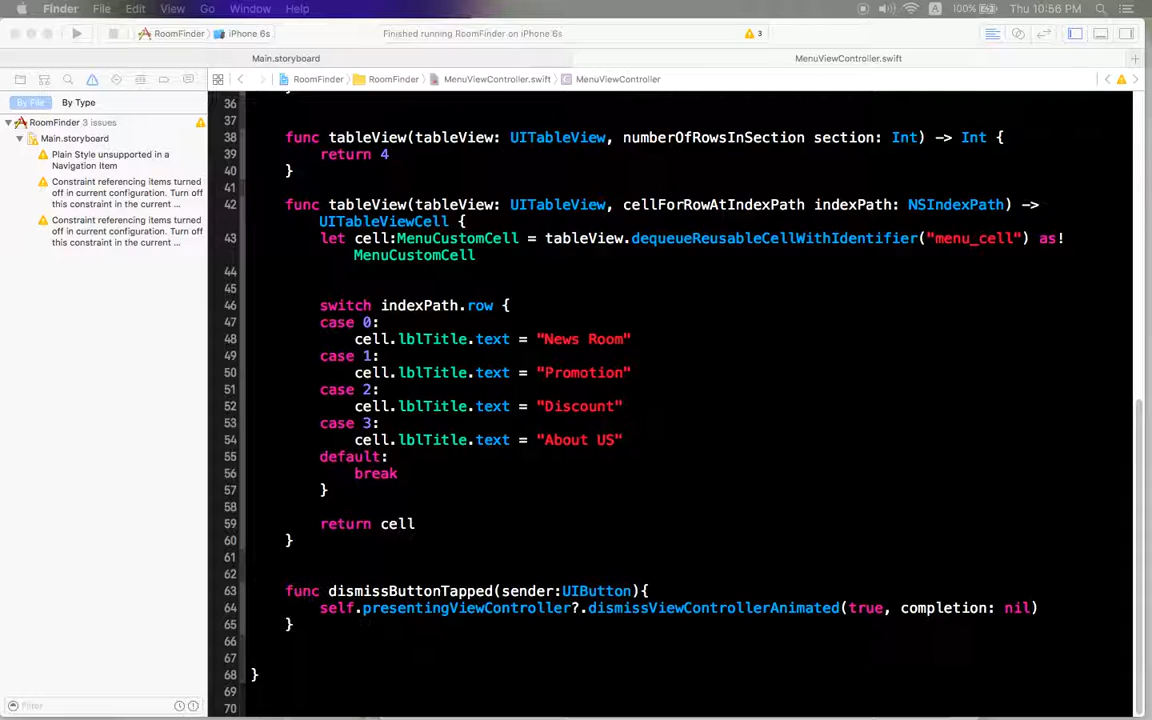 Finder File Edit View Go Window Help 100% Thu 10:56 PM
RoomFinder iPhone 6s Finished running RoomFinder on iPhone 6s 3
Main.storyboard MenuViewController.swift
RoomFinder RoomFinder MenuViewController.swift MenuViewController
By File By Type
RoomFinder 3 issues
Main.storyboard
Plain Style unsupported in a
Navigation Item
Constraint referencing items turned
off in current configuration. Turn off
this constraint in the current ...
Constraint referencing items turned
off in current configuration. Turn off
this constraint in the current ...
Filter
36
37
38 func tableView(tableView: UITableView, numberOfRowsInSection section: Int) -> Int {
39 return 4
40 }
41
42 func tableView(tableView: UITableView, cellForRowAtIndexPath indexPath: NSIndexPath) ->
UITableViewCell {
43 let cell:MenuCustomCell = tableView.dequeueReusableCellWithIdentifier("menu_cell") as!
MenuCustomCell
44
45
46 switch indexPath.row {
47 case 0:
48 cell.lblTitle.text = "News Room"
49 case 1:
50 cell.lblTitle.text = "Promotion"
51 case 2:
52 cell.lblTitle.text = "Discount"
53 case 3:
54 cell.lblTitle.text = "About US"
55 default:
56 break
57 }
58
59 return cell
60 }
61
62
63 func dismissButtonTapped(sender:UIButton){
64 self.presentingViewController?.dismissViewControllerAnimated(true, completion: nil)
65 }
66
67
68 }
69
70